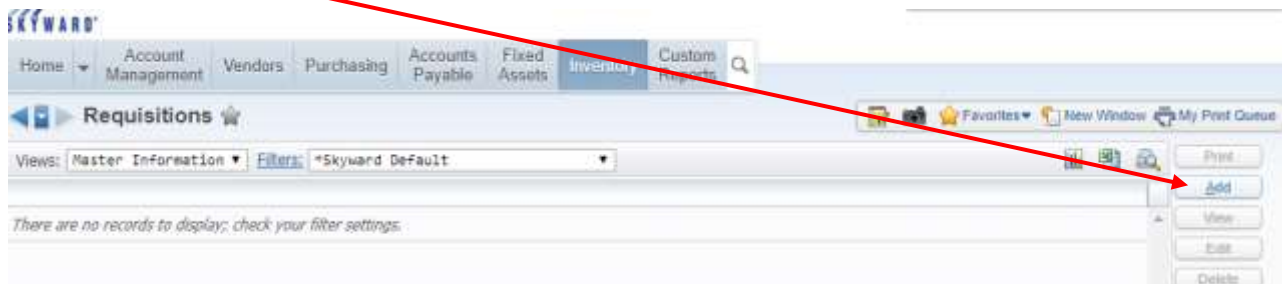 SKYWARD
Home Account Management Vendors Purchasing Accounts Payable Fixed Assets Inventory Custom Reports
Requisitions
Favorites New Window My Print Queue
Views: Master Information Filters: *Skyward Default
Print
Add
There are no records to display; check your filter settings.
View
Edit
Delete